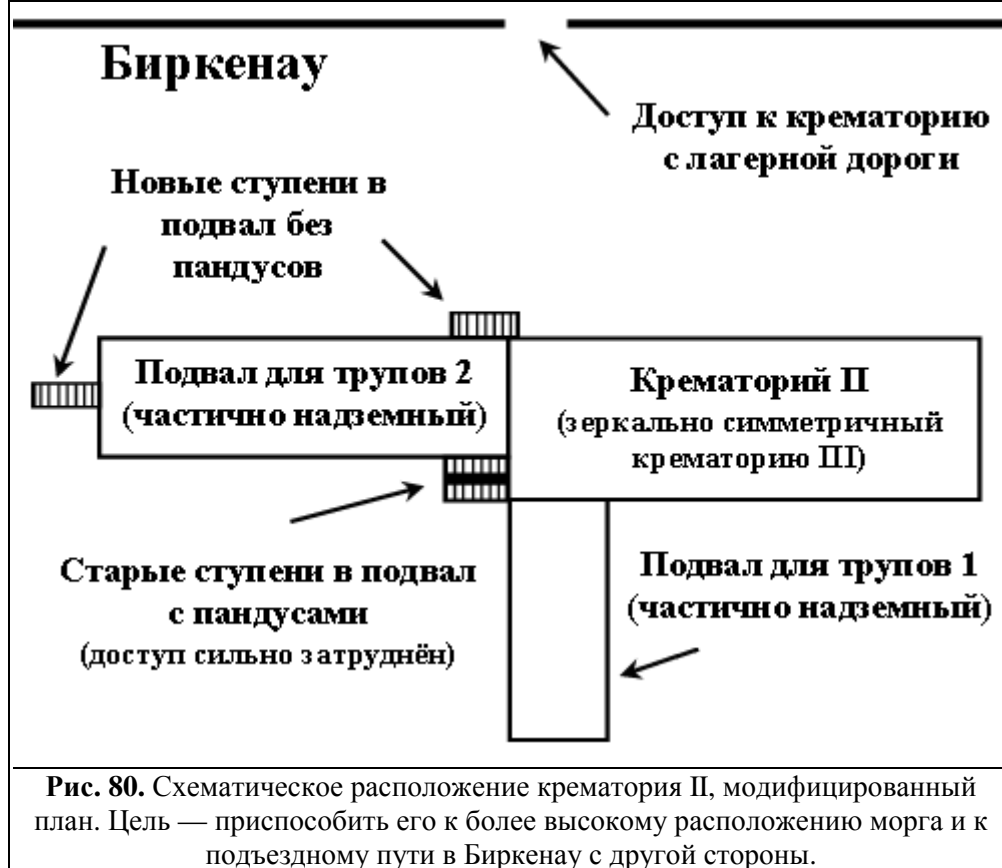 Биркенау
Доступ к крематорию
с лагерной дороги
Новые ступени в
подвал без
пандусов
Подвал для трупов 2
(частично надземный)
Крематорий II
(зеркально симметричный
крематорию III)
Старые ступени в подвал
с пандусами
(доступ сильно затруднён)
Подвал для трупов 1
(частично надземный)
Рис. 80. Схематическое расположение крематория II, модифицированный
план. Цель — приспособить его к более высокому расположению морга и к
подъездному пути в Биркенау с другой стороны.